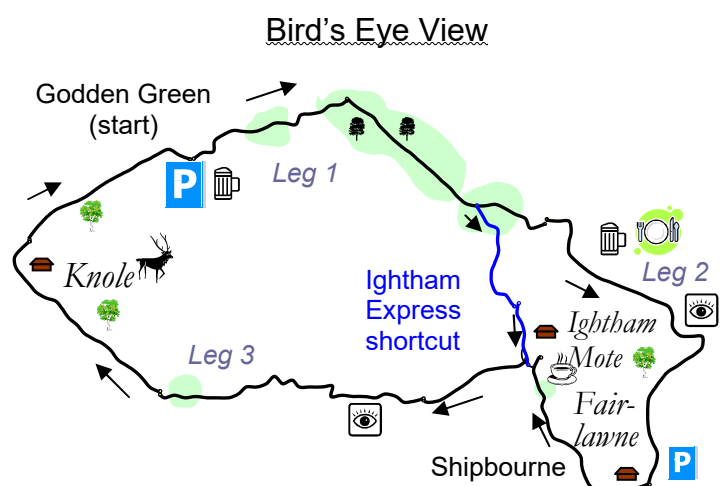 Bird's Eye View
Godden Green
(start)
P
Leg 1
Leg 2
Knole
Ightham
Express
shortcut
Ightham
Mote
Leg 3
Fair-
lawne
Shipbourne
P